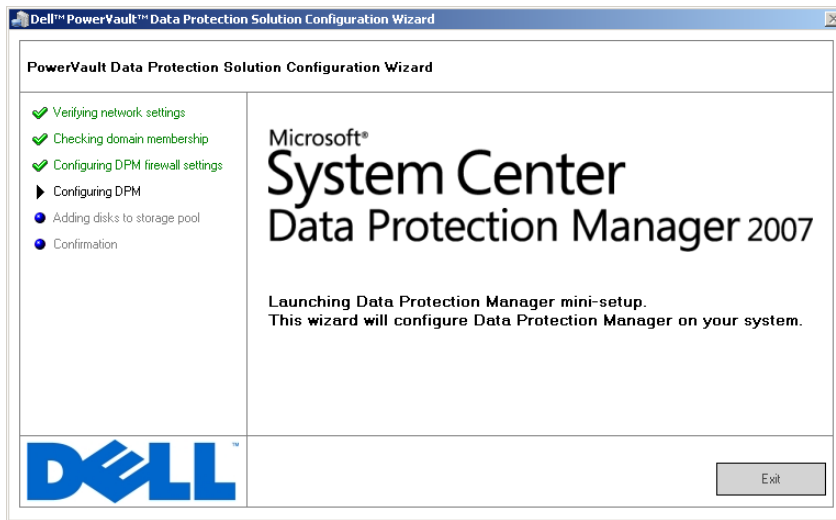 Dell™ PowerVault™ Data Protection Solution Configuration Wizard
PowerVault Data Protection Solution Configuration Wizard
Verifying network settings
Checking domain membership
Configuring DPM firewall settings
Configuring DPM
Adding disks to storage pool
Confirmation
Microsoft®
System Center
Data Protection Manager 2007
Launching Data Protection Manager mini-setup.
This wizard will configure Data Protection Manager on your system.
DELL™
Exit